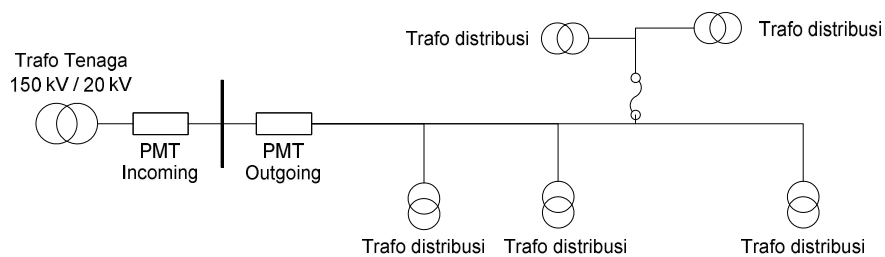 Trafo distribusi
Trafo distribusi
Trafo Tenaga
150 kV / 20 kV
PMT
Incoming
PMT
Outgoing
Trafo distribusi
Trafo distribusi
Trafo distribusi